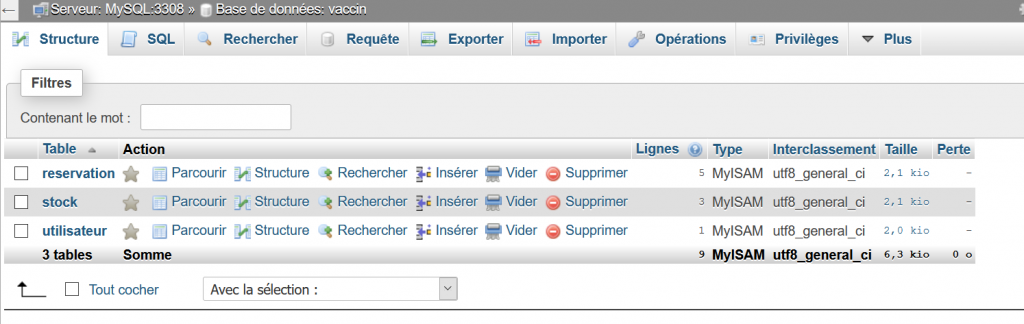 Serveur: MySQL:3308 » Base de données: vaccin
Structure SQL Rechercher Requête Exporter Importer Opérations Privilèges Plus
Filtres
Contenant le mot :
Table Action Lignes Type Interclassement Taille Perte
reservation Parcourir Structure Rechercher Insérer Vider Supprimer 5 MyISAM utf8_general_ci 2,1 kio -
stock Parcourir Structure Rechercher Insérer Vider Supprimer 3 MyISAM utf8_general_ci 2,1 kio -
utilisateur Parcourir Structure Rechercher Insérer Vider Supprimer 1 MyISAM utf8_general_ci 2,0 kio -
3 tables Somme 9 MyISAM utf8_general_ci 6,3 kio 0 o
Tout cocher Avec la sélection :